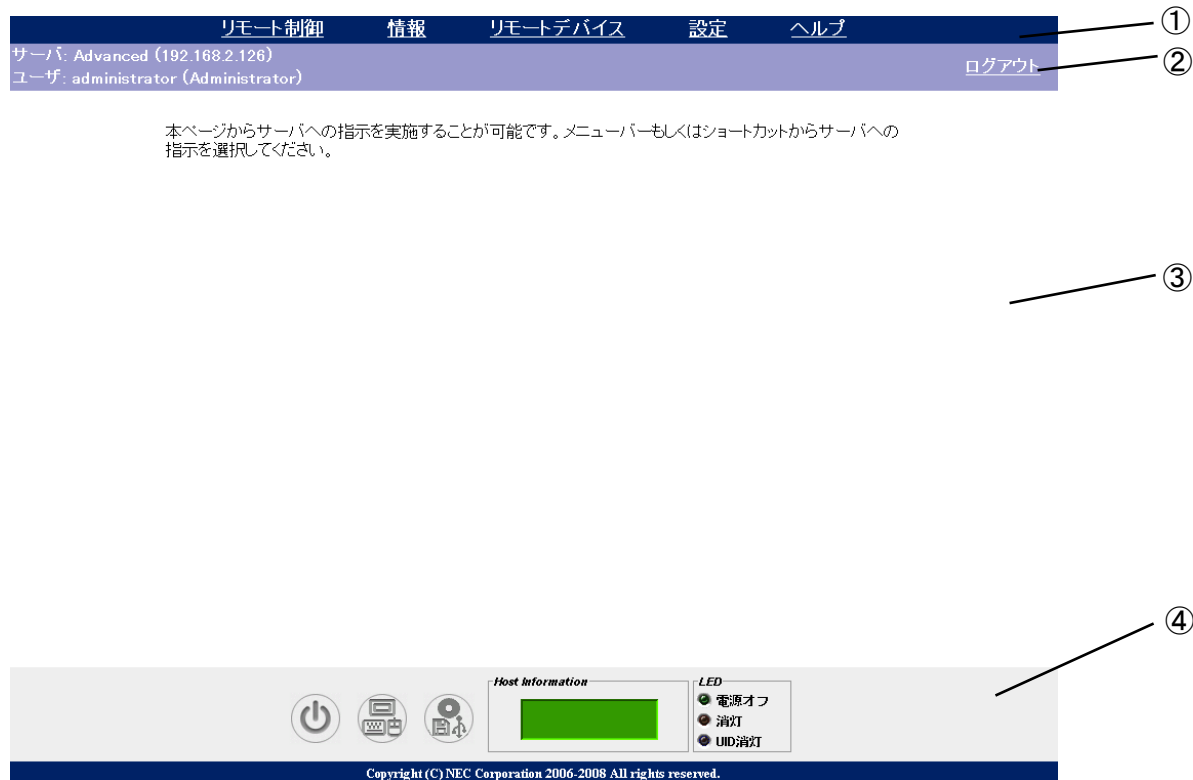 リモート制御 情報 リモートデバイス 設定 ヘルプ ①
サーバ: Advanced (192.168.2.126)
ユーザ: administrator (Administrator)
ログアウト ②
本ページからサーバへの指示を実施することが可能です。メニューバーもしくはショートカットからサーバへの
指示を選択してください。
③
④
Host Information
LED
電源オフ
消灯
UID消灯
Copyright (C) NEC Corporation 2006-2008 All rights reserved.